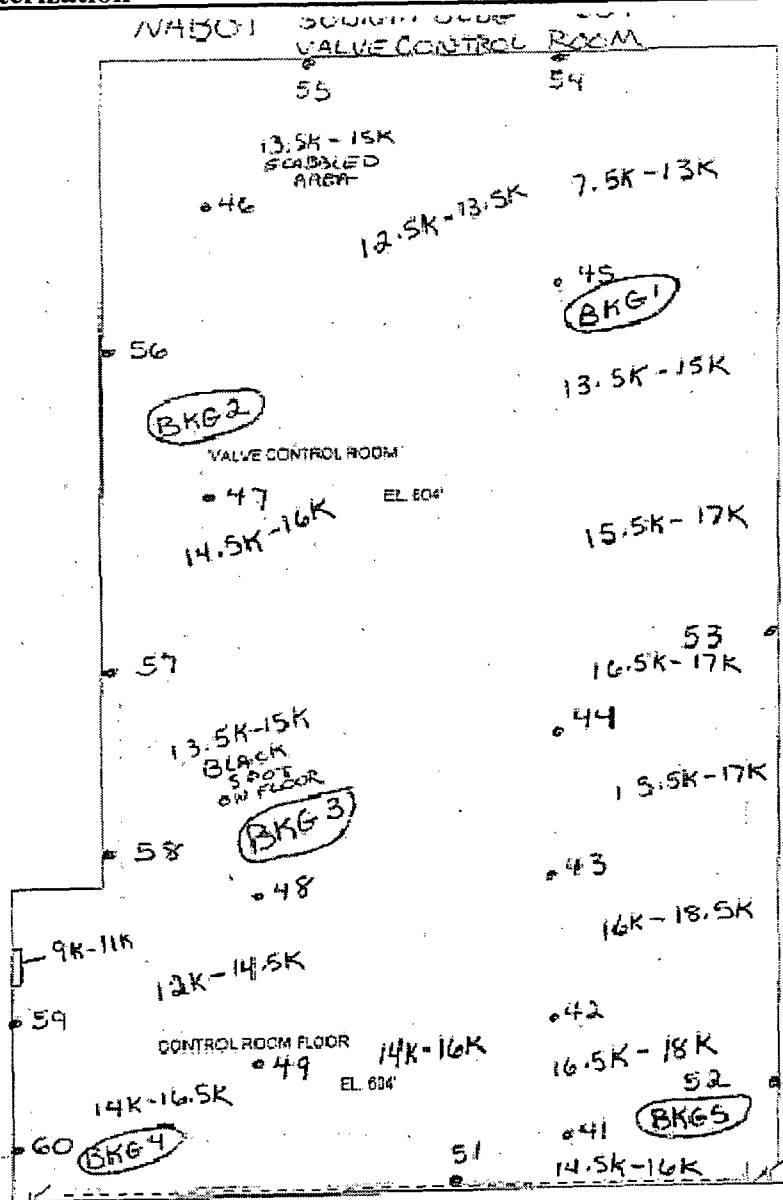 VALVE CONTROL ROOM
55
54
13.5K - 15K
SCABBLED
AREA
7.5K-13K
46
12.5K-13.5K
45
BKG1
56
13.5K-15K
BKG2
VALVE CONTROL ROOM
47
EL. 604'
14.5K-16K
15.5K-17K
53
57
16.5K-17K
13.5K-15K
BLACK
SPOT
ON FLOOR
44
15.5K-17K
BKG3
58
43
48
16K-18.5K
9K-11K
12K-14.5K
59
42
CONTROL ROOM FLOOR
14K-16K
49
16.5K-18K
EL. 604'
52
14K-16.5K
BKG5
41
60
BKG4
51
14.5K-16K